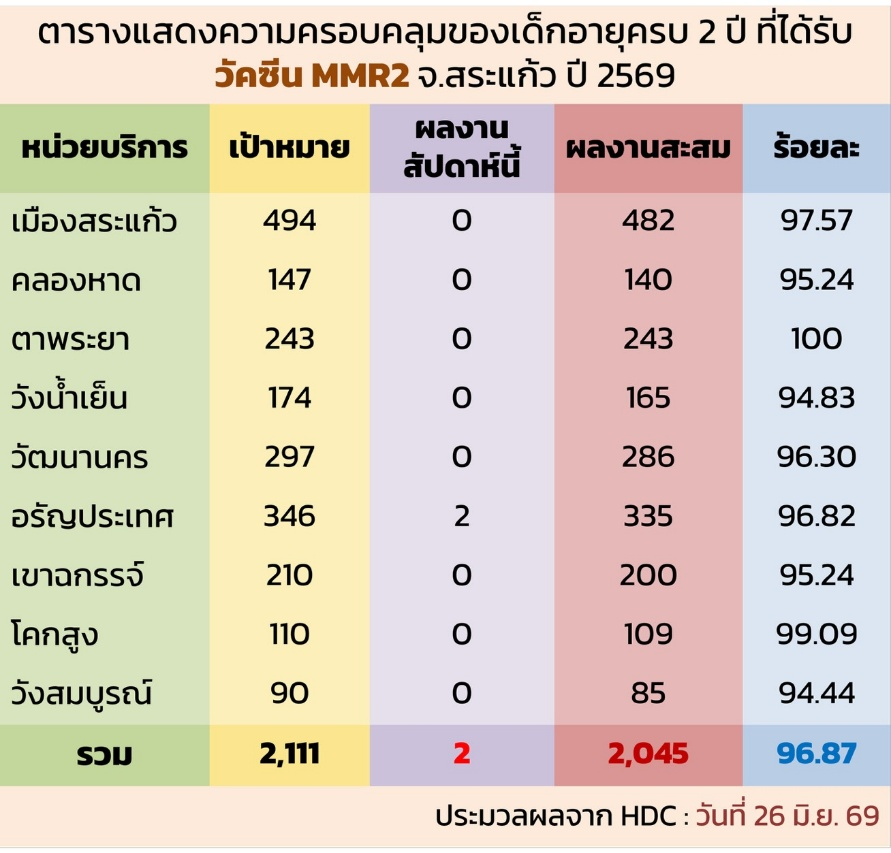 ตารางแสดงความครอบคลุมของเด็กอายุครบ 2 ปี ที่ได้รับ
วัคซีน MMR2 จ.สระแก้ว ปี 2569
หน่วยบริการ เป้าหมาย ผลงานสัปดาห์นี้ ผลงานสะสม ร้อยละ
เมืองสระแก้ว 494 0 482 97.57
คลองหาด 147 0 140 95.24
ตาพระยา 243 0 243 100
วังน้ำเย็น 174 0 165 94.83
วัฒนานคร 297 0 286 96.30
อรัญประเทศ 346 2 335 96.82
เขาฉกรรจ์ 210 0 200 95.24
โคกสูง 110 0 109 99.09
วังสมบูรณ์ 90 0 85 94.44
รวม 2,111 2 2,045 96.87
ประมวลผลจาก HDC : วันที่ 26 มิ.ย. 69